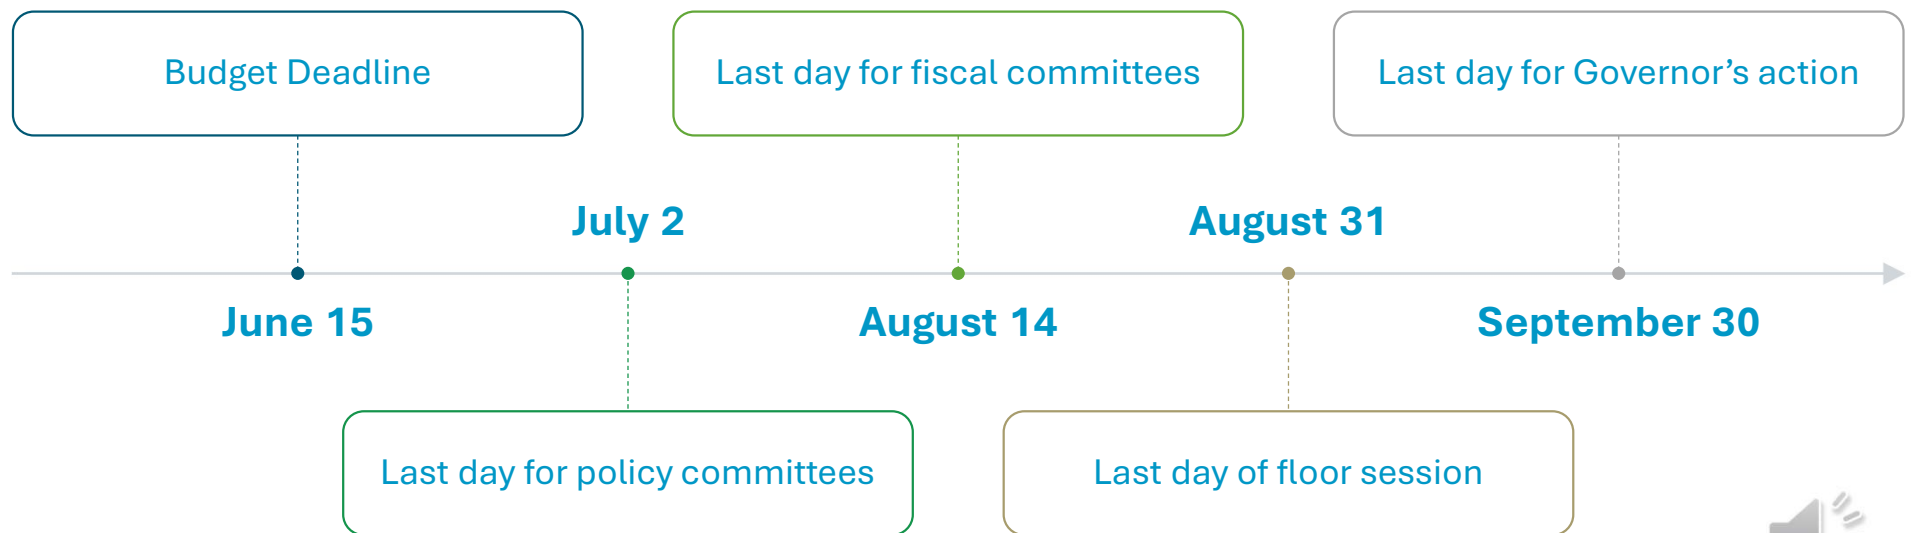 Budget Deadline
Last day for fiscal committees
Last day for Governor’s action
July 2
August 31
June 15
August 14
September 30
Last day for policy committees
Last day of floor session